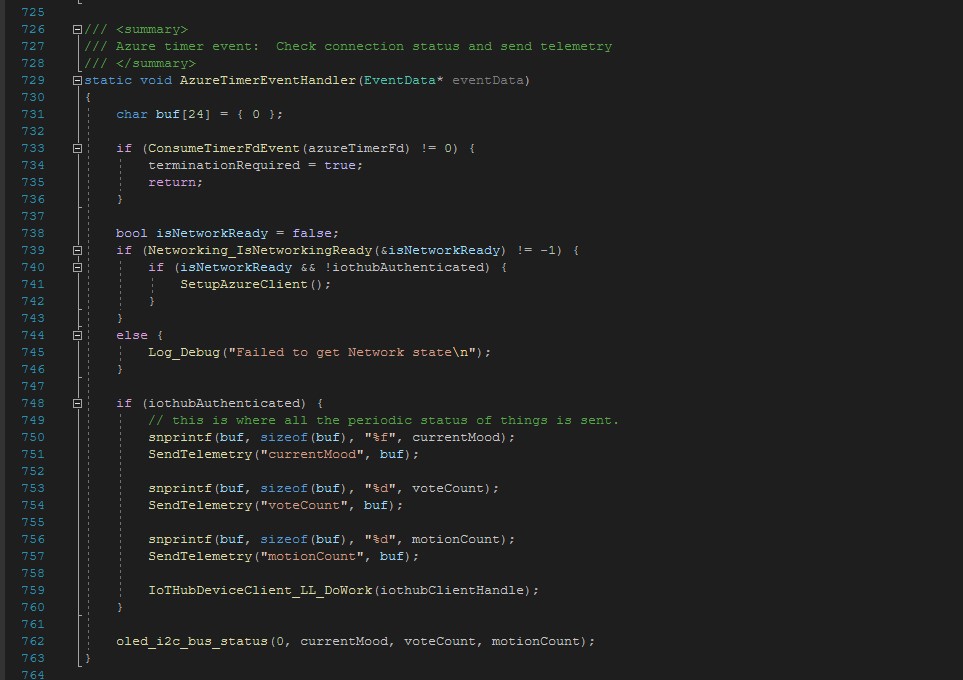 725
726 /// <summary>
727 /// Azure timer event:  Check connection status and send telemetry
728 /// </summary>
729 static void AzureTimerEventHandler(EventData* eventData)
730 {
731     char buf[24] = { 0 };
732
733     if (ConsumeTimerFdEvent(azureTimerFd) != 0) {
734         terminationRequired = true;
735         return;
736     }
737
738     bool isNetworkReady = false;
739     if (Networking_IsNetworkingReady(&isNetworkReady) != -1) {
740         if (isNetworkReady && !iothubAuthenticated) {
741             SetupAzureClient();
742         }
743     }
744     else {
745         Log_Debug("Failed to get Network state\n");
746     }
747
748     if (iothubAuthenticated) {
749         // this is where all the periodic status of things is sent.
750         snprintf(buf, sizeof(buf), "%f", currentMood);
751         SendTelemetry("currentMood", buf);
752
753         snprintf(buf, sizeof(buf), "%d", voteCount);
754         SendTelemetry("voteCount", buf);
755
756         snprintf(buf, sizeof(buf), "%d", motionCount);
757         SendTelemetry("motionCount", buf);
758
759         IoTHubDeviceClient_LL_DoWork(iothubClientHandle);
760     }
761
762     oled_i2c_bus_status(0, currentMood, voteCount, motionCount);
763 }
764